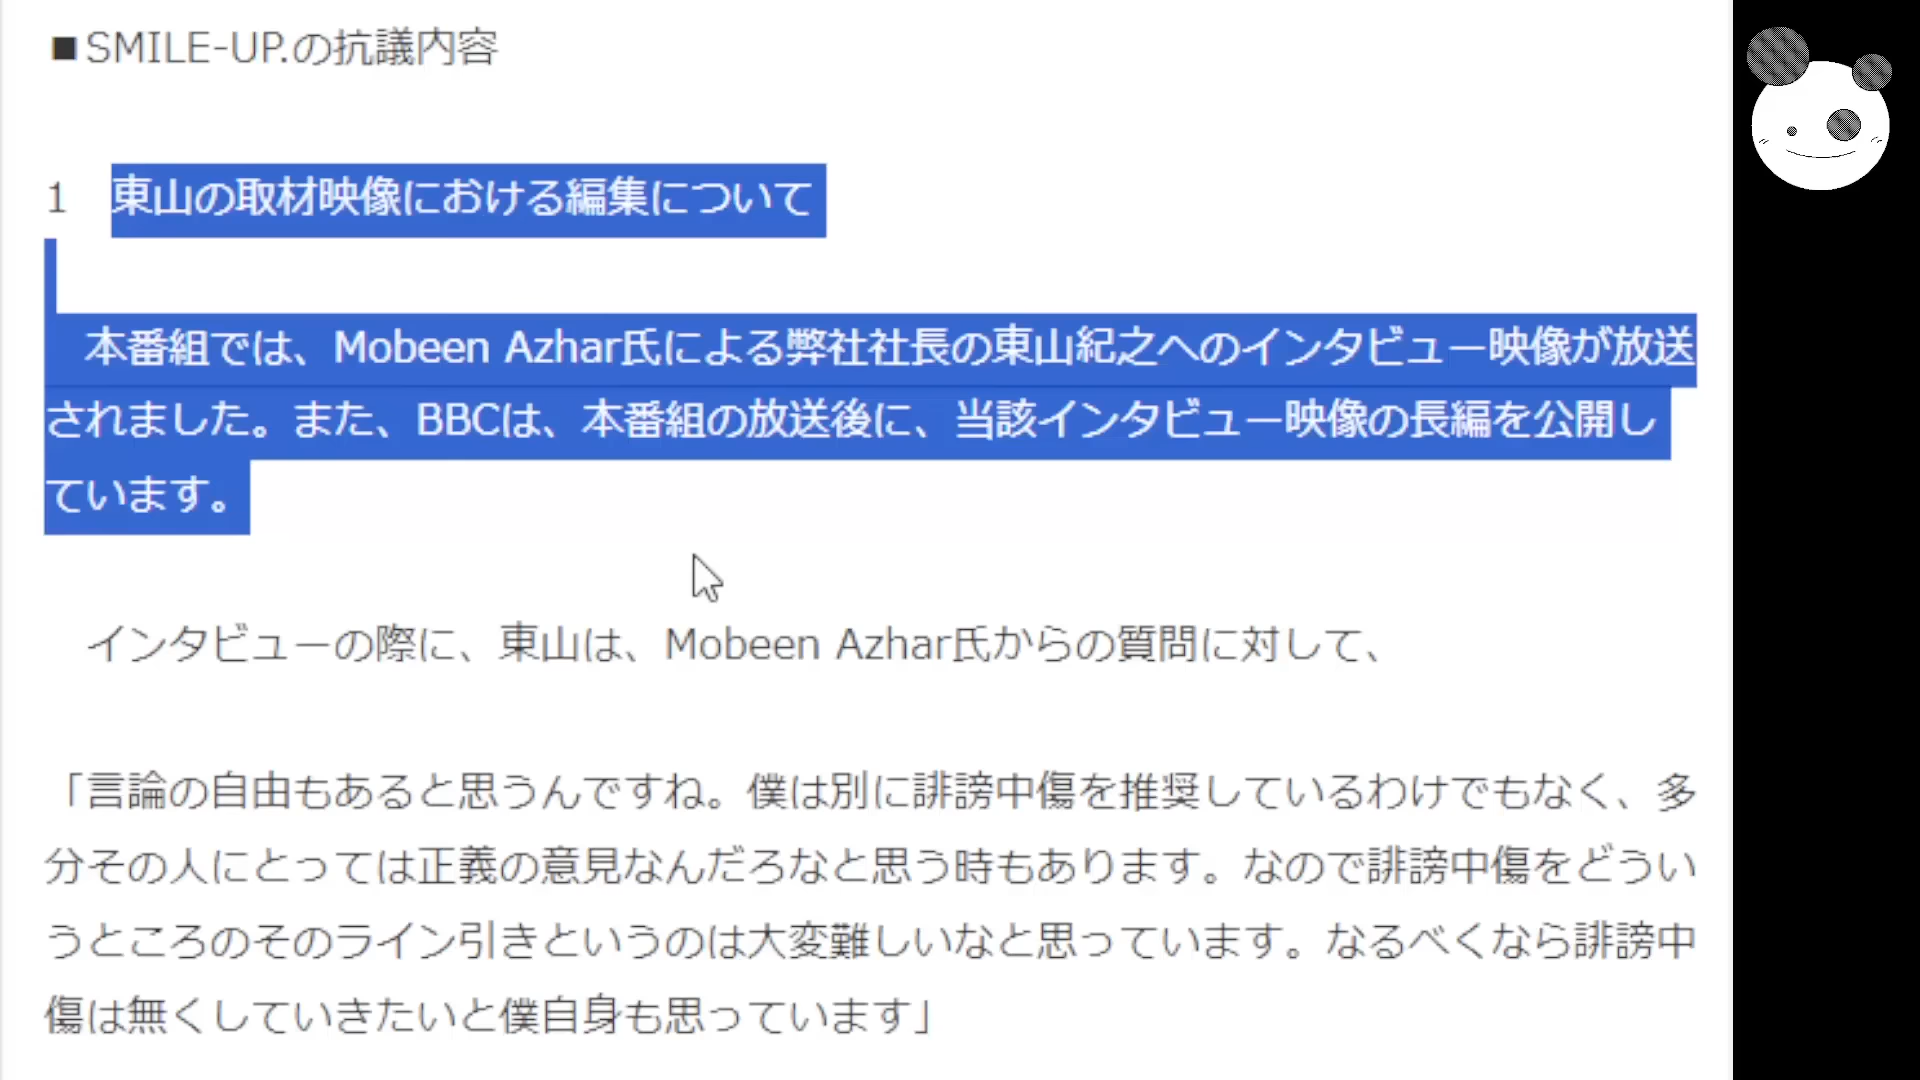 ■SMILE-UP.の抗議内容
1 東山の取材映像における編集について
本番組では、Mobeen Azhar氏による弊社社長の東山紀之へのインタビュー映像が放送
されました。また、BBCは、本番組の放送後に、当該インタビュー映像の長編を公開し
ています。
インタビューの際に、東山は、Mobeen Azhar氏からの質問に対して、
「言論の自由もあると思うんですね。僕は別に誹謗中傷を推奨しているわけでもなく、多
分その人にとっては正義の意見なんだろなと思う時もあります。なので誹謗中傷をどうい
うところのそのライン引きというのは大変難しいなと思っています。なるべくなら誹謗中
傷は無くしていきたいと僕自身も思っています」